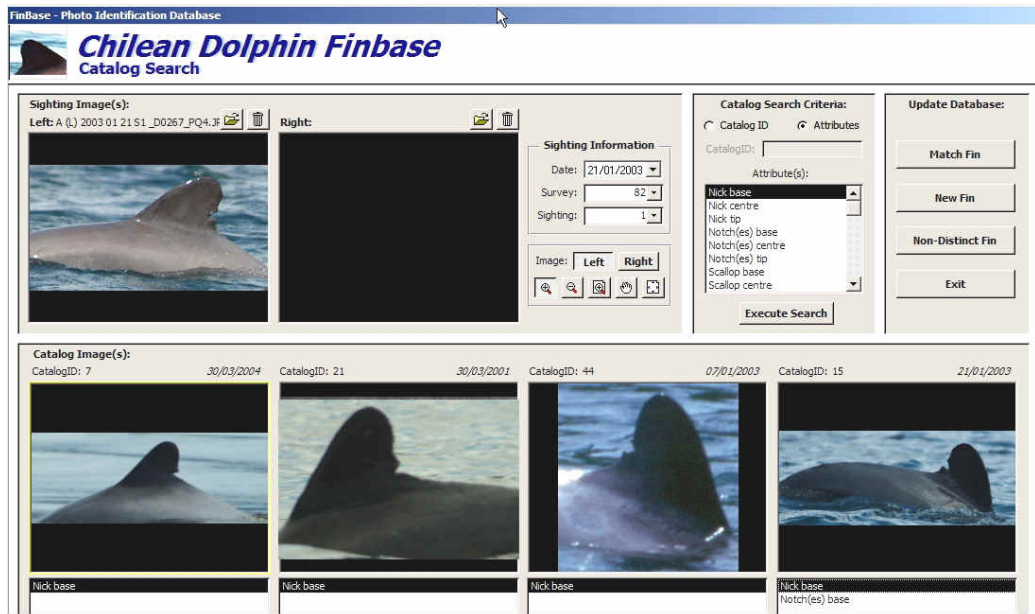 FinBase - Photo Identification Database
Chilean Dolphin Finbase
Catalog Search
Sighting Image(s):
Left: A (L) 2003 01 21 S1 _D0267_PQ4.JF
Right:
Sighting Information
Date: 21/01/2003
Survey: 82
Sighting: 1
Image: Left Right
Catalog Search Criteria:
Catalog ID Attributes
CatalogID:
Attribute(s):
Nick base
Nick centre
Nick tip
Notch(es) base
Notch(es) centre
Notch(es) tip
Scallop base
Scallop centre
Execute Search
Update Database:
Match Fin
New Fin
Non-Distinct Fin
Exit
Catalog Image(s):
CatalogID: 7 30/03/2004
CatalogID: 21 30/03/2001
CatalogID: 44 07/01/2003
CatalogID: 15 21/01/2003
Nick base
Nick base
Nick base
Nick base
Notch(es) base